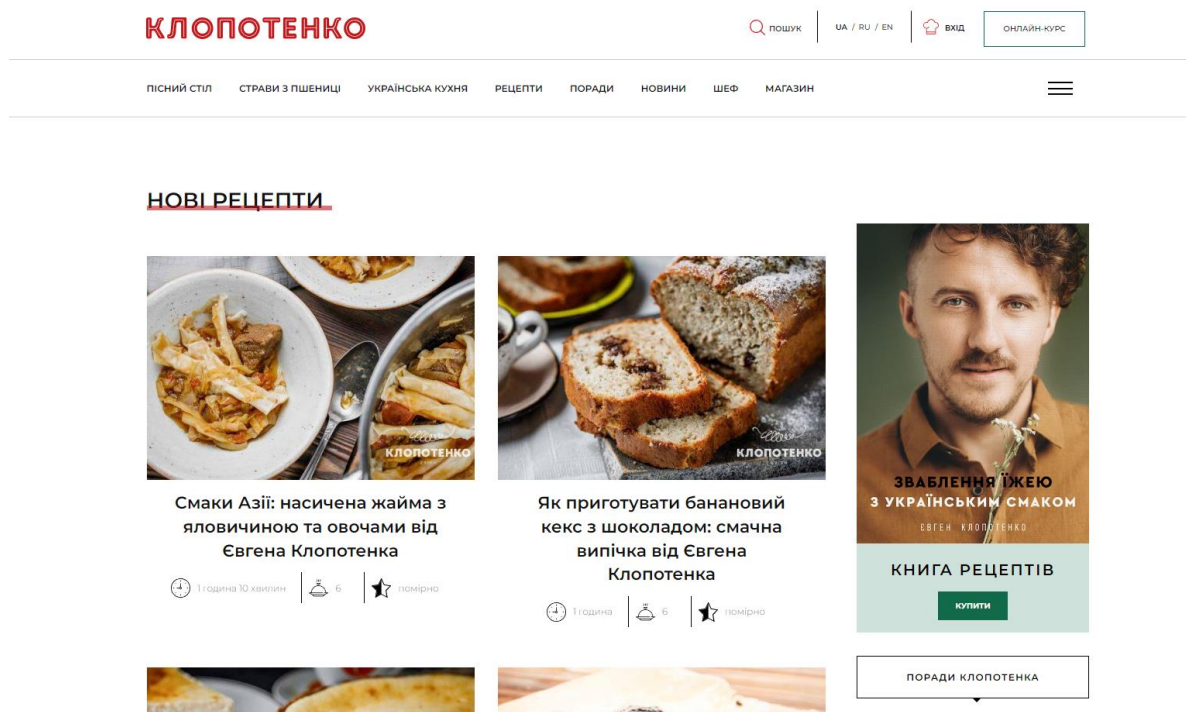 КЛОПОТЕНКО
ПОШУК
UA / RU / EN
ВХІД
ОНЛАЙН-КУРС
ПІСНИЙ СТІЛ СТРАВИ З ПШЕНИЦІ УКРАЇНСЬКА КУХНЯ РЕЦЕПТИ ПОРАДИ НОВИНИ ШЕФ МАГАЗИН
НОВІ РЕЦЕПТИ
КЛОПОТЕНКО
Смаки Азії: насичена жайма з
яловичиною та овочами від
Євгена Клопотенка
1 година 10 хвилин 6 помірно
КЛОПОТЕНКО
Як приготувати банановий
кекс з шоколадом: смачна
випічка від Євгена
Клопотенка
1 година 6 помірно
ЗВАБЛЕННЯ ЇЖЕЮ
З УКРАЇНСЬКИМ СМАКОМ
ЄВГЕН КЛОПОТЕНКО
КНИГА РЕЦЕПТІВ
КУПИТИ
ПОРАДИ КЛОПОТЕНКА